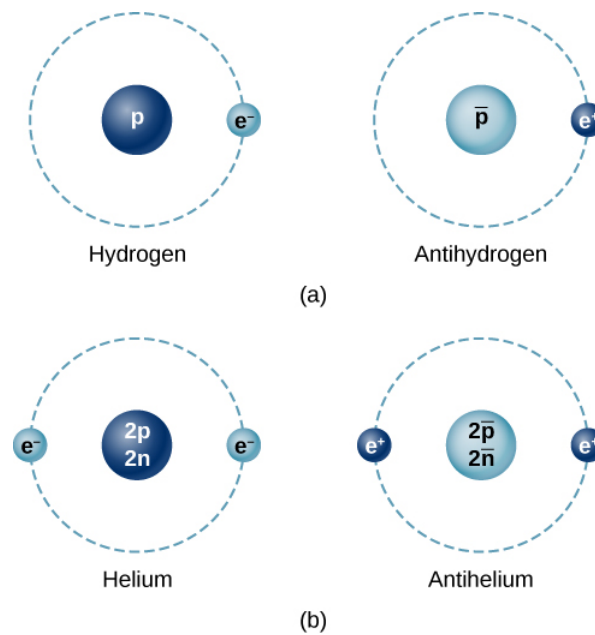 p e⁻ p̅ e⁺
Hydrogen Antihydrogen
(a)
e⁻ 2p e⁻ e⁺ 2p̅ e⁺
2n 2n̅
Helium Antihelium
(b)